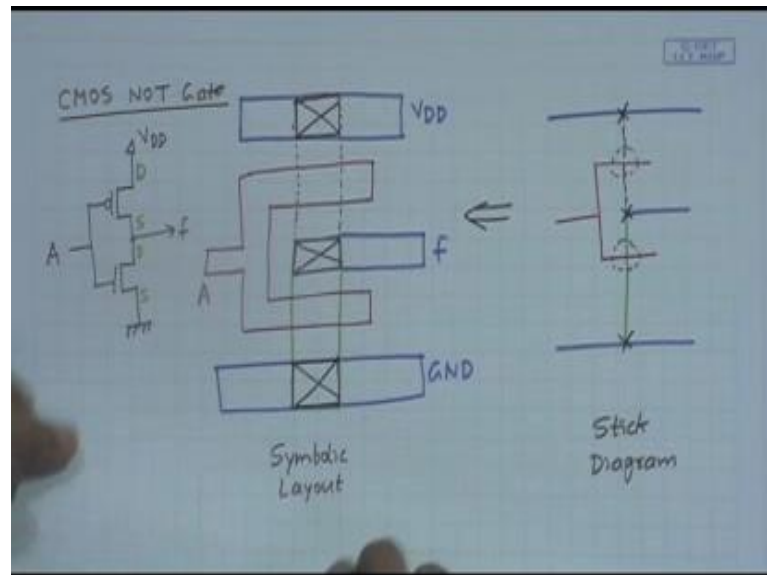 CMOS NOT Gate
VDD
D
S
f
D
S
A
VDD
f
A
GND
Symbolic
Layout
Stick
Diagram